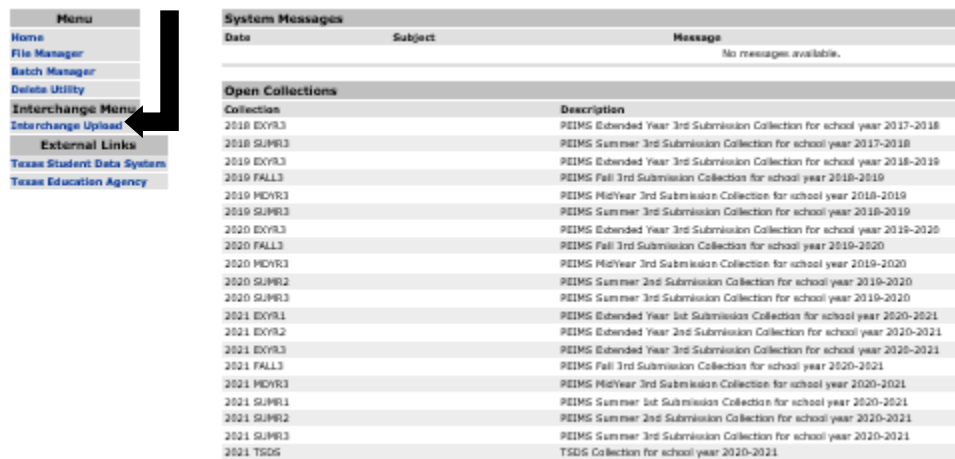 Menu
Home
File Manager
Batch Manager
Delete Utility
Interchange Menu
Interchange Upload
External Links
Texas Student Data System
Texas Education Agency
System Messages
Date Subject Message
No messages available.
Open Collections
Collection Description
2018 EXYR3 PEIMS Extended Year 3rd Submission Collection for school year 2017-2018
2018 SUMR3 PEIMS Summer 3rd Submission Collection for school year 2017-2018
2019 EXYR3 PEIMS Extended Year 3rd Submission Collection for school year 2018-2019
2019 FALL3 PEIMS Fall 3rd Submission Collection for school year 2018-2019
2019 MDYR3 PEIMS MidYear 3rd Submission Collection for school year 2018-2019
2019 SUMR3 PEIMS Summer 3rd Submission Collection for school year 2018-2019
2020 EXYR3 PEIMS Extended Year 3rd Submission Collection for school year 2019-2020
2020 FALL3 PEIMS Fall 3rd Submission Collection for school year 2019-2020
2020 MDYR3 PEIMS MidYear 3rd Submission Collection for school year 2019-2020
2020 SUMR2 PEIMS Summer 2nd Submission Collection for school year 2019-2020
2020 SUMR3 PEIMS Summer 3rd Submission Collection for school year 2019-2020
2021 EXYR1 PEIMS Extended Year 1st Submission Collection for school year 2020-2021
2021 EXYR2 PEIMS Extended Year 2nd Submission Collection for school year 2020-2021
2021 EXYR3 PEIMS Extended Year 3rd Submission Collection for school year 2020-2021
2021 FALL3 PEIMS Fall 3rd Submission Collection for school year 2020-2021
2021 MDYR3 PEIMS MidYear 3rd Submission Collection for school year 2020-2021
2021 SUMR1 PEIMS Summer 1st Submission Collection for school year 2020-2021
2021 SUMR2 PEIMS Summer 2nd Submission Collection for school year 2020-2021
2021 SUMR3 PEIMS Summer 3rd Submission Collection for school year 2020-2021
2021 TSDS TSDS Collection for school year 2020-2021